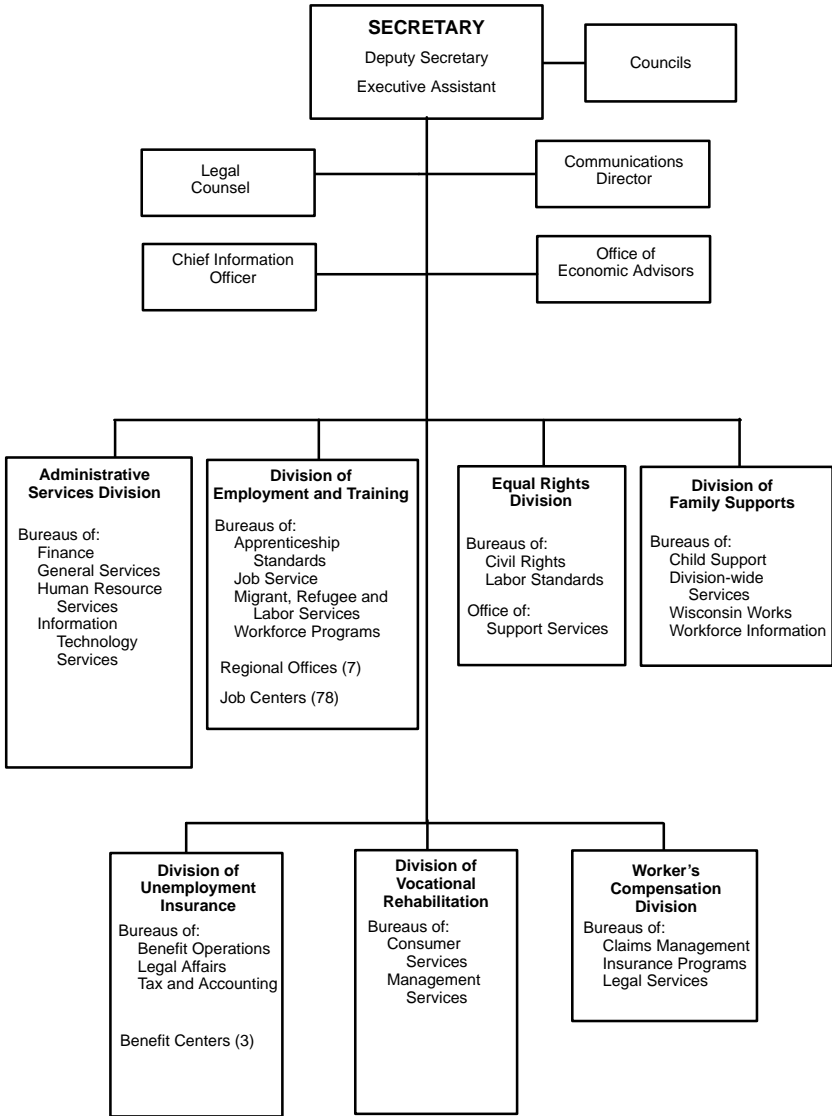 SECRETARY
Deputy Secretary
Executive Assistant
Councils
Legal
Counsel
Communications
Director
Chief Information
Officer
Office of
Economic Advisors
Administrative
Services Division
Bureaus of:
Finance
General Services
Human Resource
Services
Information
Technology
Services
Division of
Employment and Training
Bureaus of:
Apprenticeship
Standards
Job Service
Migrant, Refugee and
Labor Services
Workforce Programs
Regional Offices (7)
Job Centers (78)
Equal Rights
Division
Bureaus of:
Civil Rights
Labor Standards
Office of:
Support Services
Division of
Family Supports
Bureaus of:
Child Support
Division-wide
Services
Wisconsin Works
Workforce Information
Division of
Unemployment
Insurance
Bureaus of:
Benefit Operations
Legal Affairs
Tax and Accounting
Benefit Centers (3)
Division of
Vocational
Rehabilitation
Bureaus of:
Consumer
Services
Management
Services
Worker's
Compensation
Division
Bureaus of:
Claims Management
Insurance Programs
Legal Services